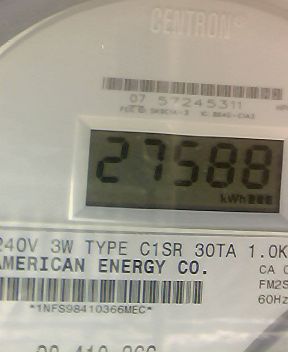 CENTRON®
07 57245311
27588
kWh
240V 3W TYPE C1SR 30TA 1.0K
AMERICAN ENERGY CO.
CA 0
FM2S
60Hz
*1NFS98410366MEC*